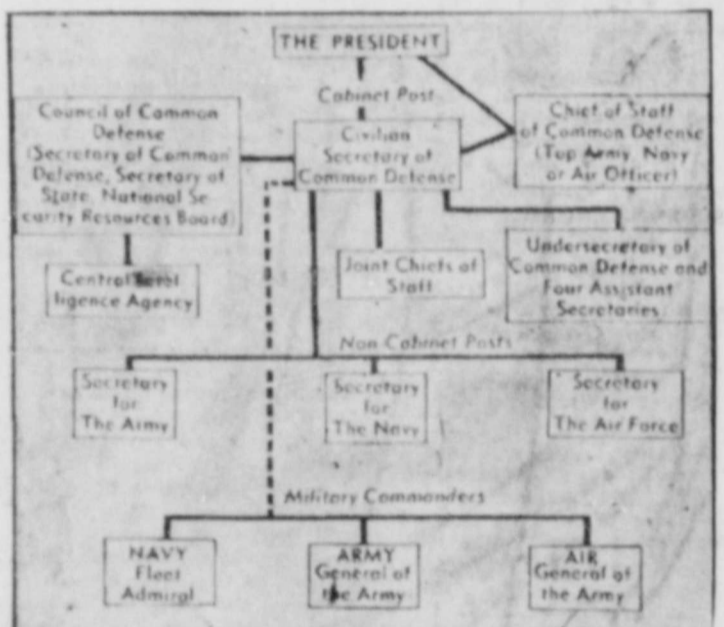 THE PRESIDENT
Cabinet Post
Council of Common
Defense
(Secretary of Common
Defense, Secretary of
State, National Se
curity Resources Board)
Civilian
Secretary of
Common Defense
Chief of Staff
of Common Defense
(Top Army, Navy
or Air Officer)
Central Intel
ligence Agency
Joint Chiefs of
Staff
Undersecretary of
Common Defense and
Four Assistant
Secretaries
Non-Cabinet Posts
Secretary
for
The Army
Secretary
for
The Navy
Secretary
for
The Air Force
Military Commanders
NAVY
Fleet
Admiral
ARMY
General of
the Army
AIR
General of
the Army